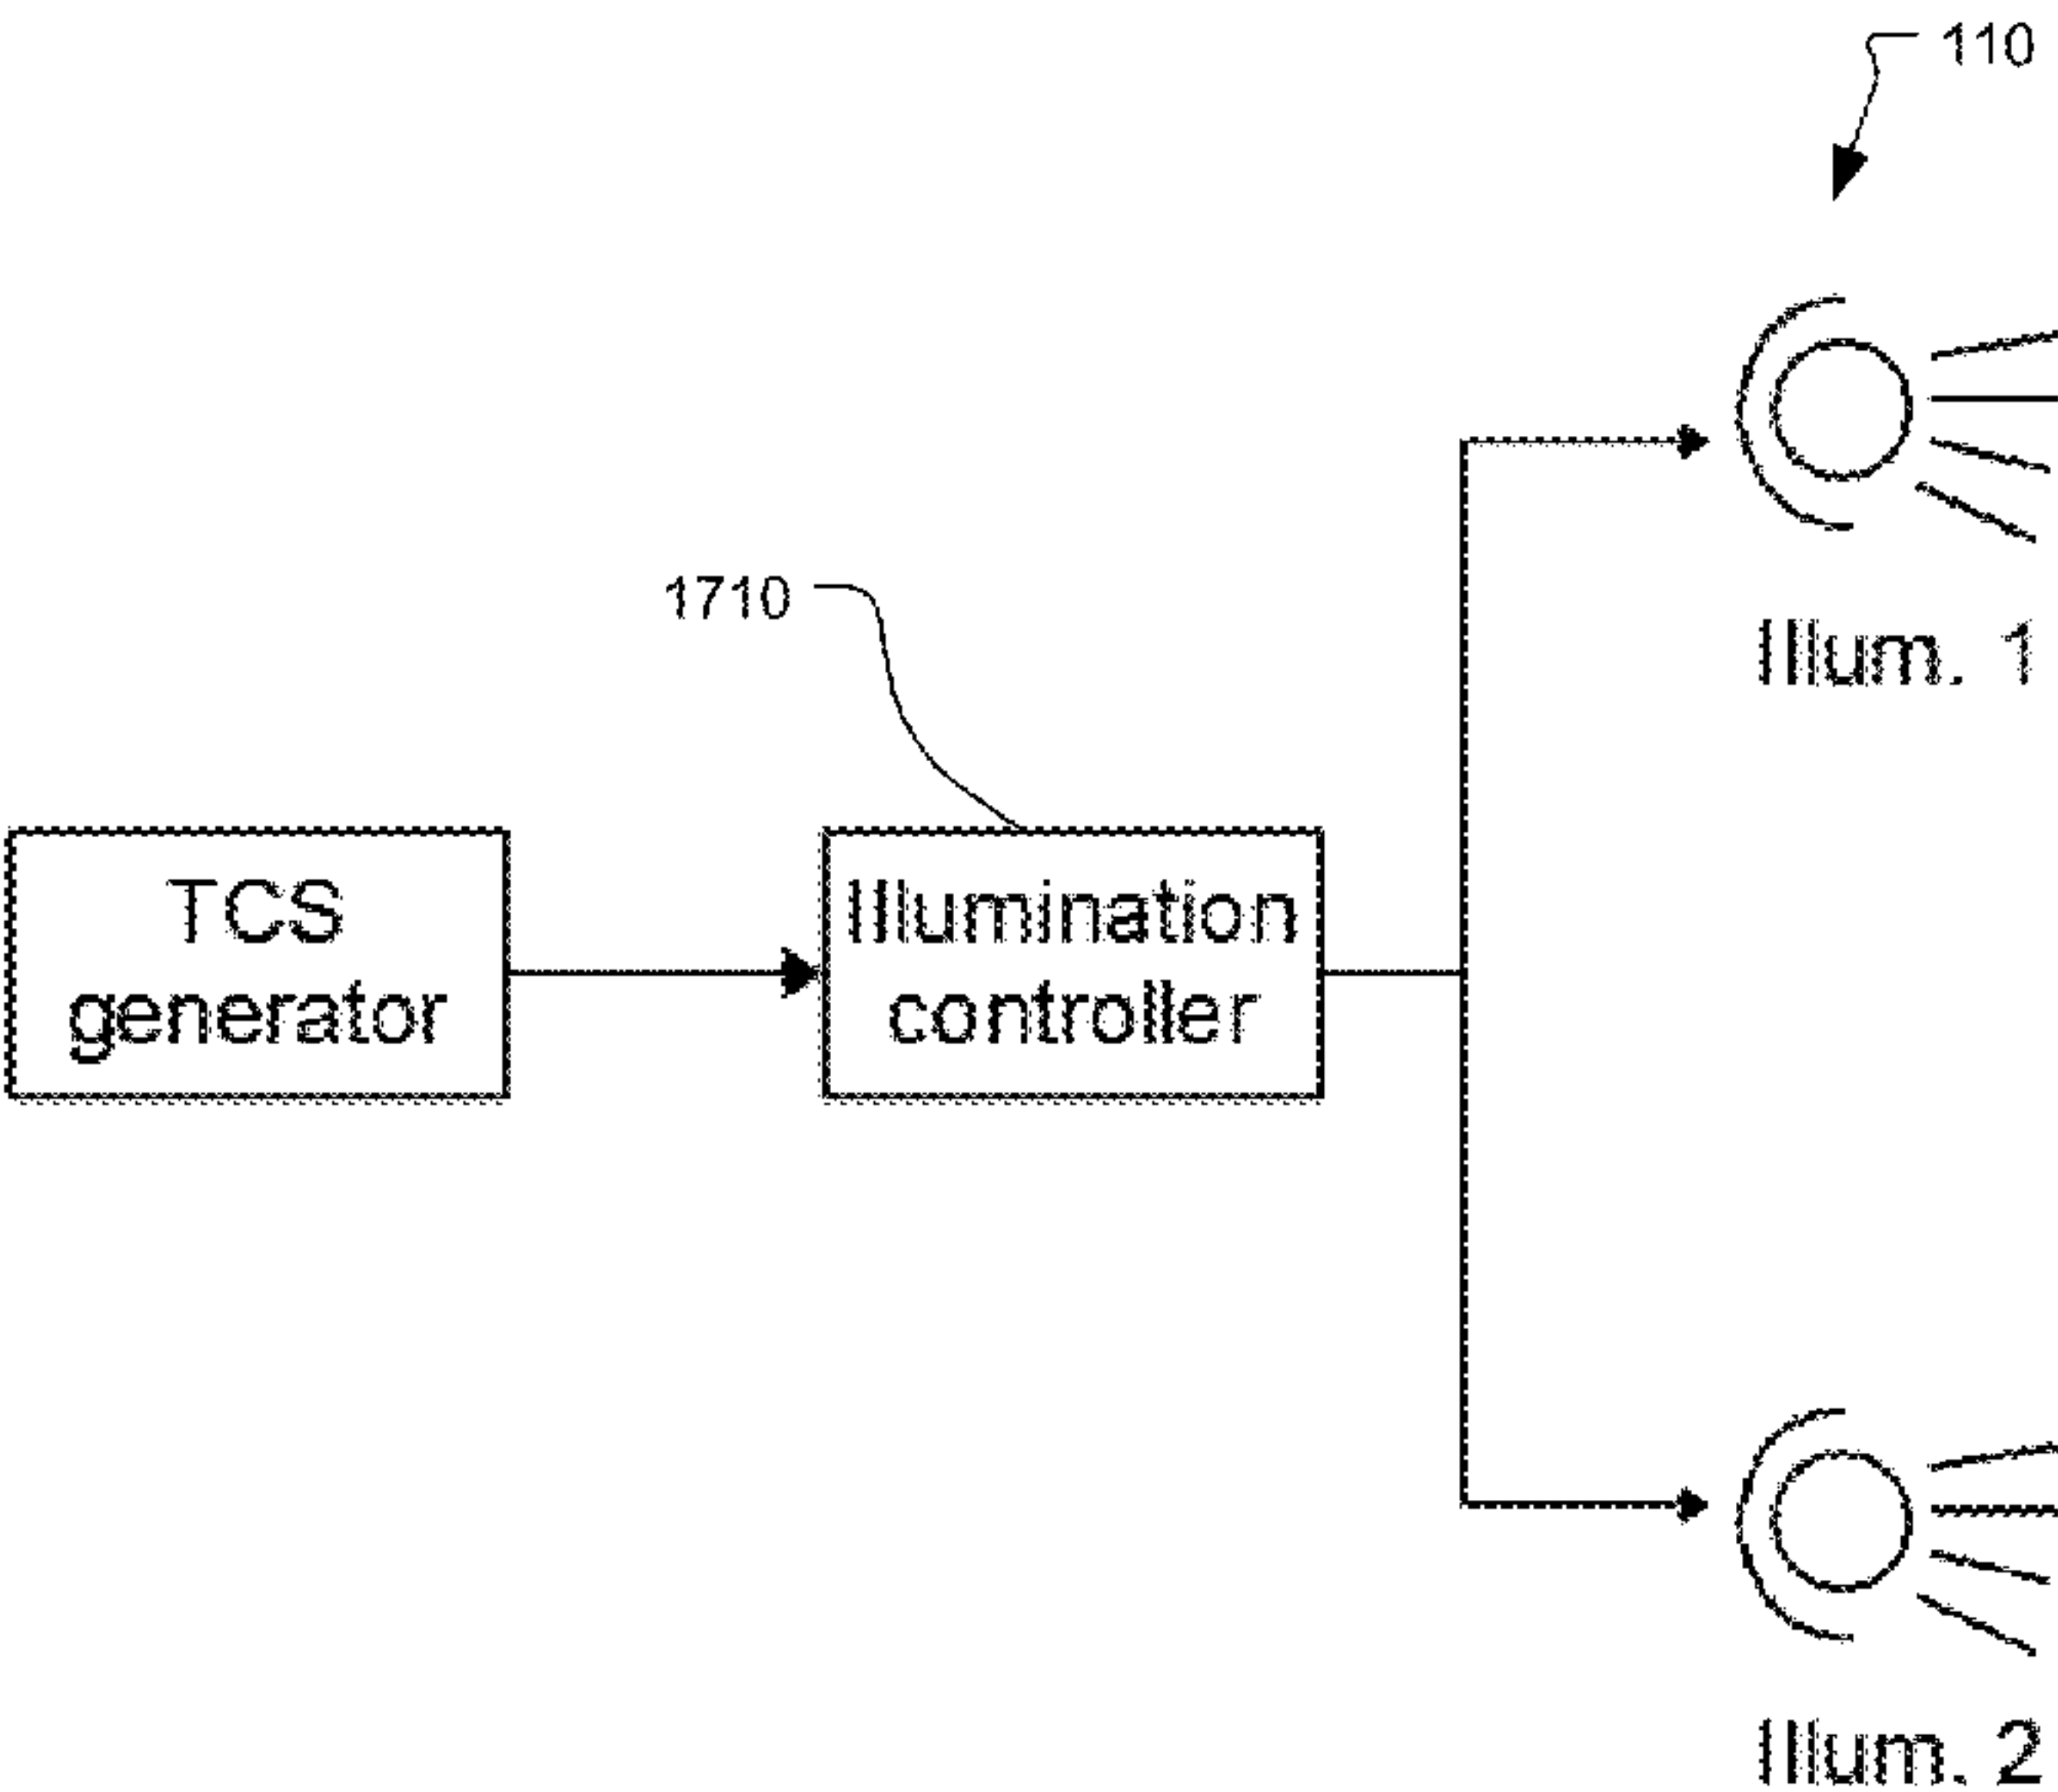 110
Illum. 1
1710
TCS
generator
Illumination
controller
Illum. 2